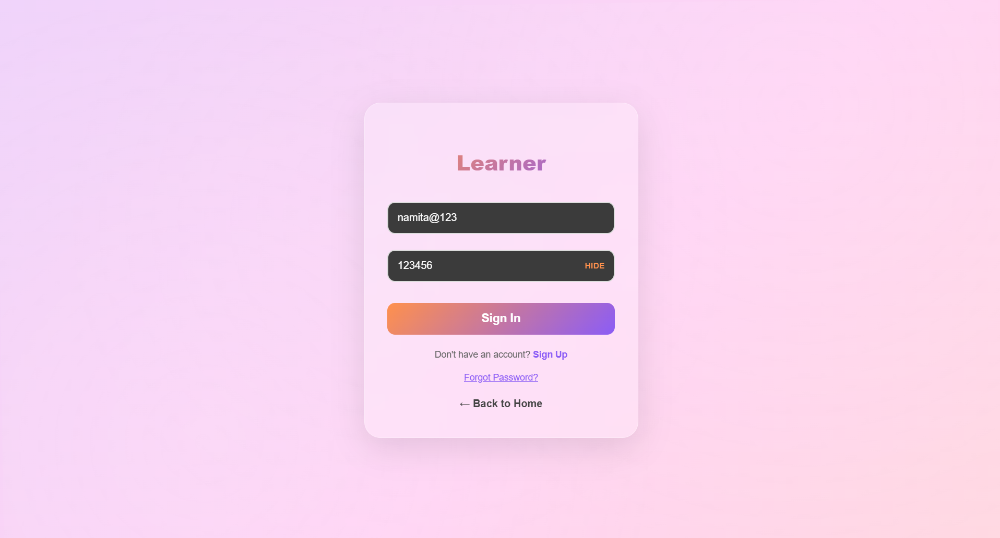 Learner
namita@123
123456 HIDE
Sign In
Don't have an account? Sign Up
Forgot Password?
← Back to Home